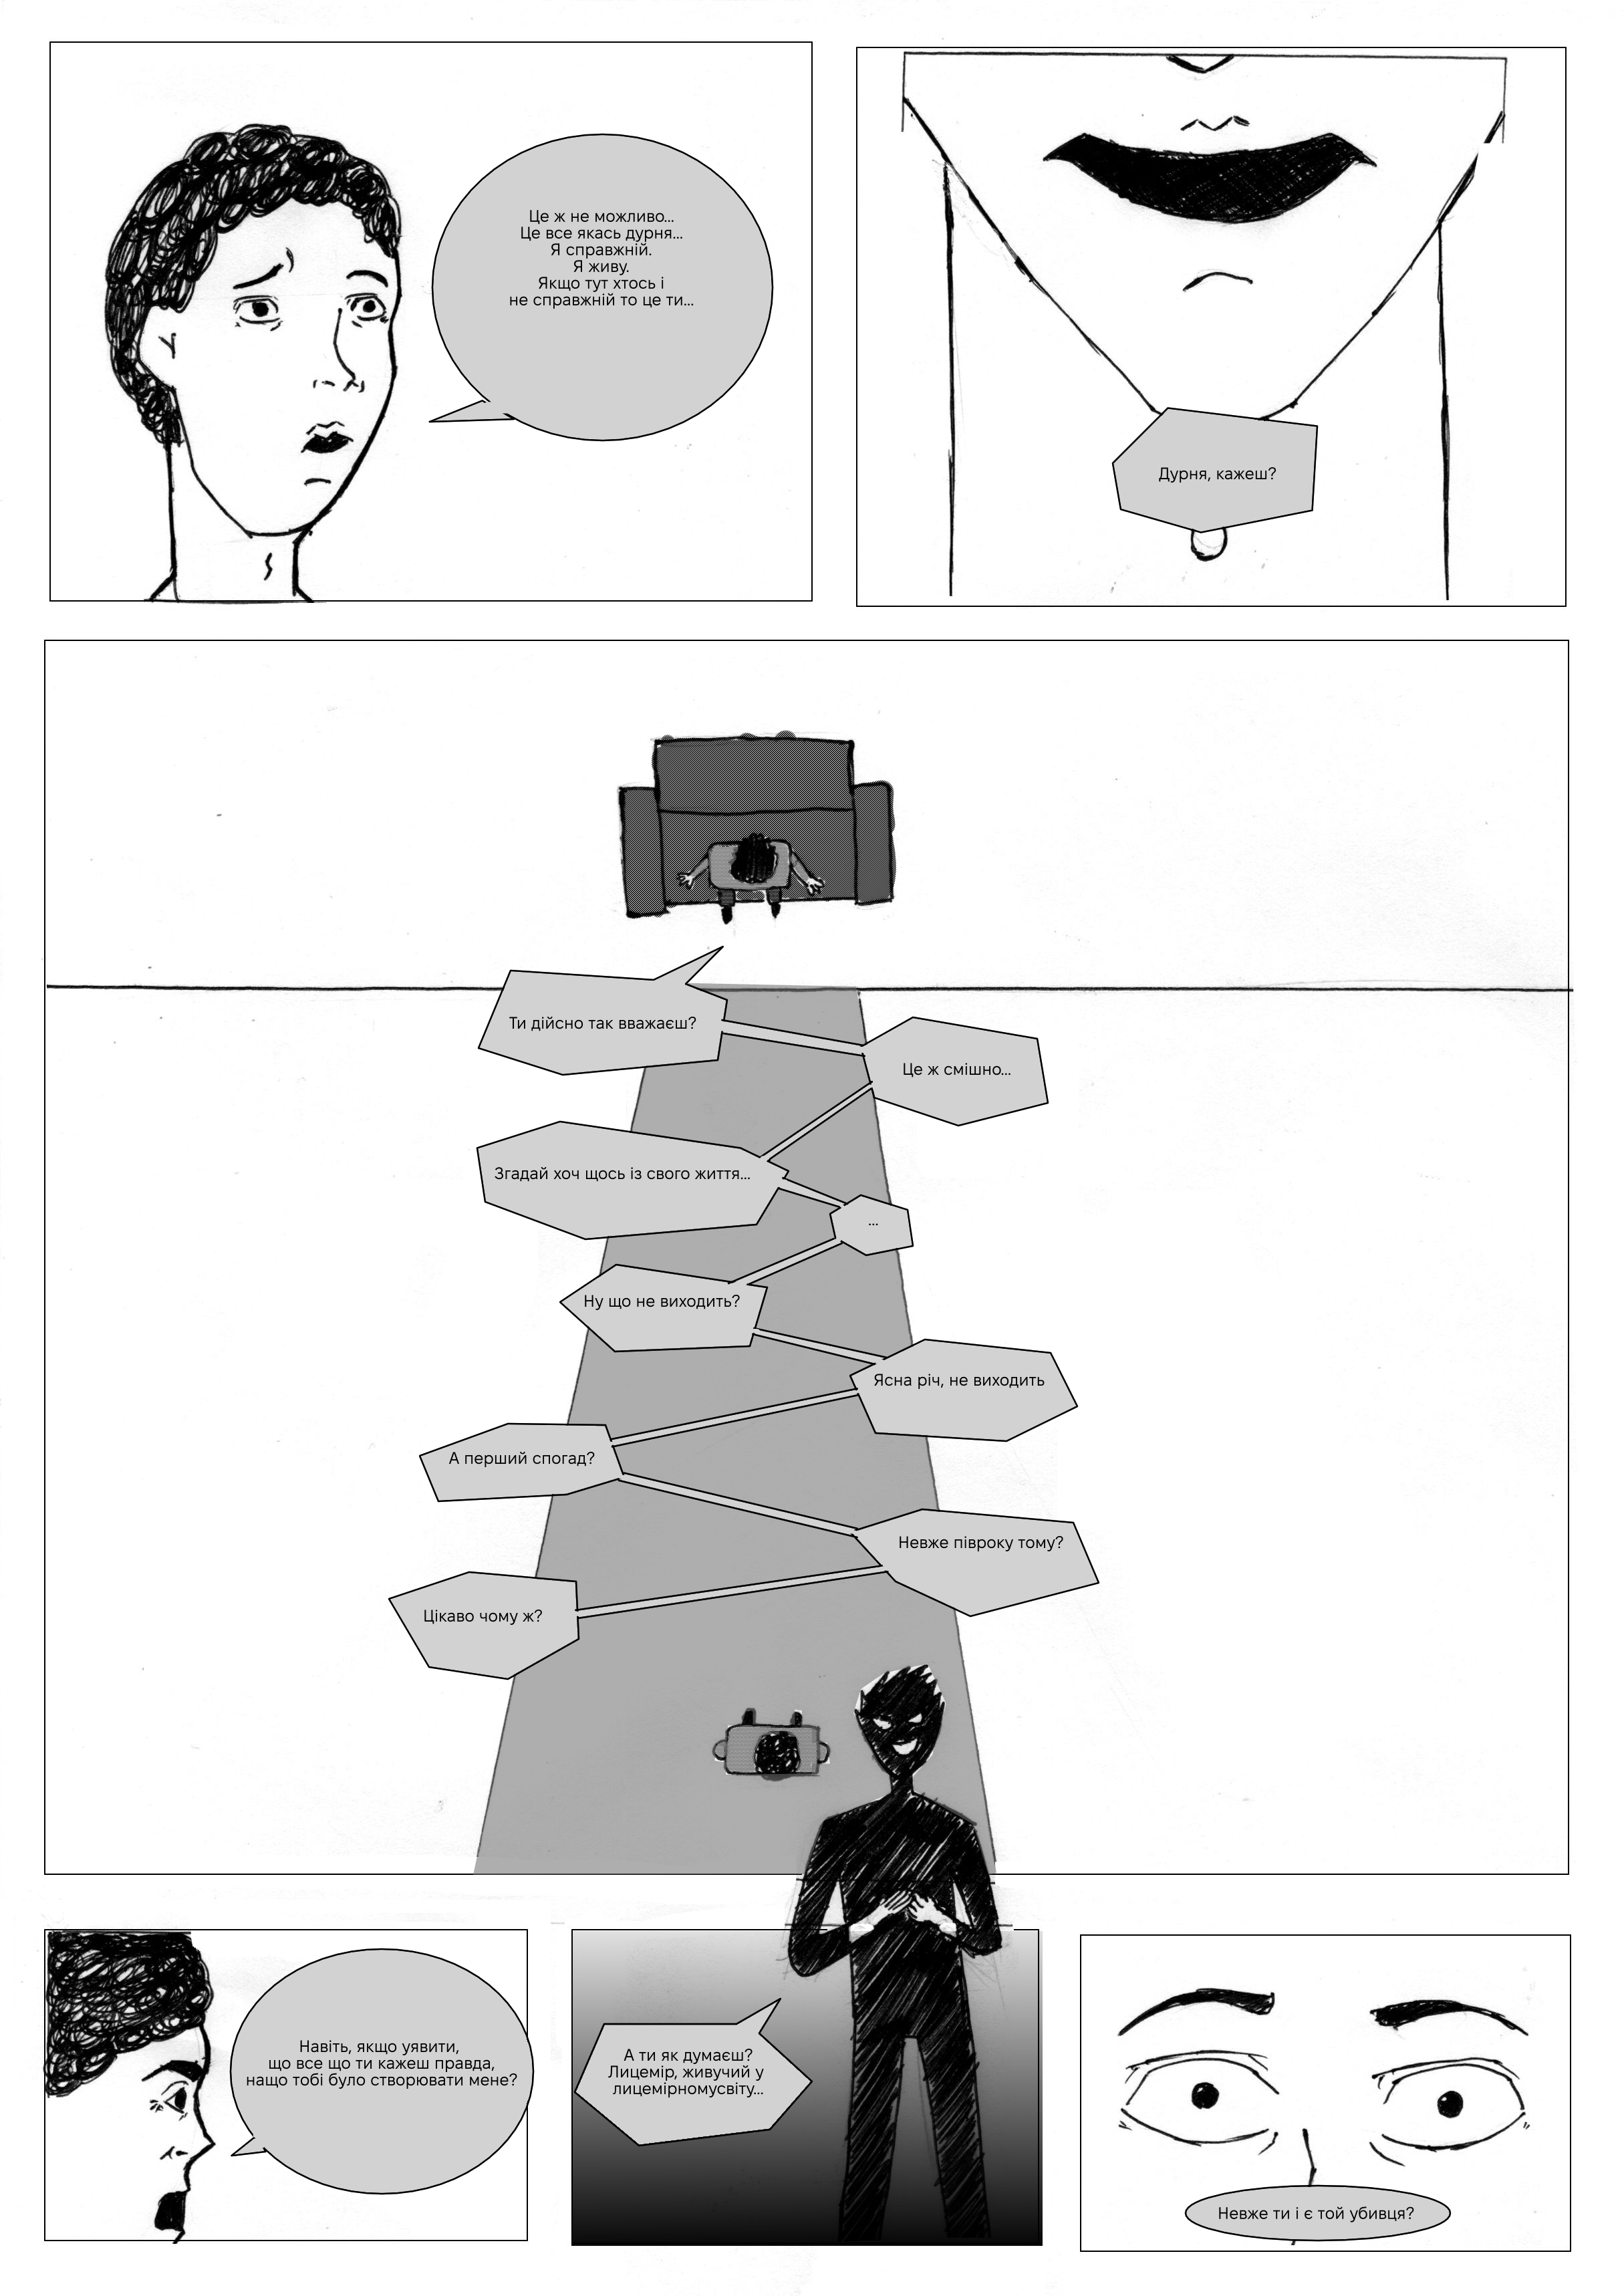 Це ж не можливо...
Це все якась дурня...
Я справжній.
Я живу.
Якщо тут хтось і
не справжній то це ти...
Дурня, кажеш?
Ти дійсно так вважаєш?
Це ж смішно...
Згадай хоч щось із свого життя...
...
Ну що не виходить?
Ясна річ, не виходить
А перший спогад?
Невже півроку тому?
Цікаво чому ж?
Навіть, якщо уявити,
що все що ти кажеш правда,
нащо тобі було створювати мене?
А ти як думаєш?
Лицемір, живучий у
лицемірномусвіту...
Невже ти і є той убивця?